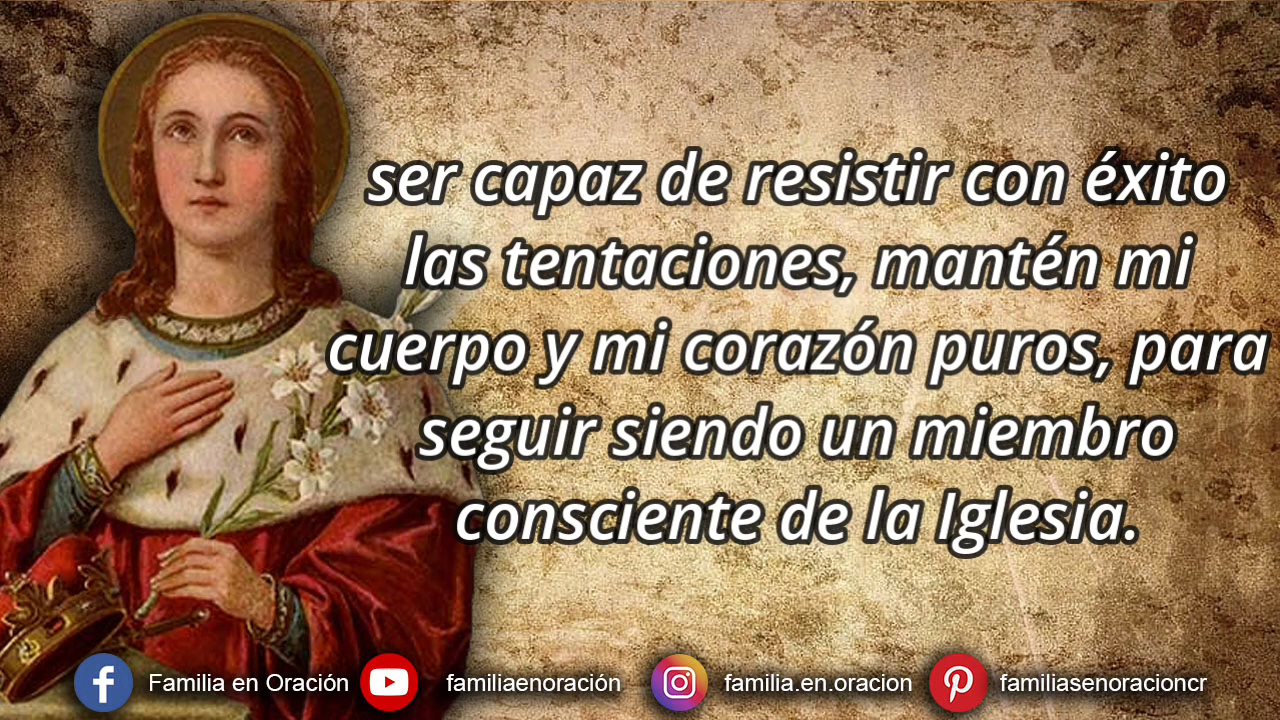 ser capaz de resistir con éxito
las tentaciones, mantén mi
cuerpo y mi corazón puros, para
seguir siendo un miembro
consciente de la Iglesia.
Familia en Oración familiaenoración familia.en.oracion familiasenoracioncr